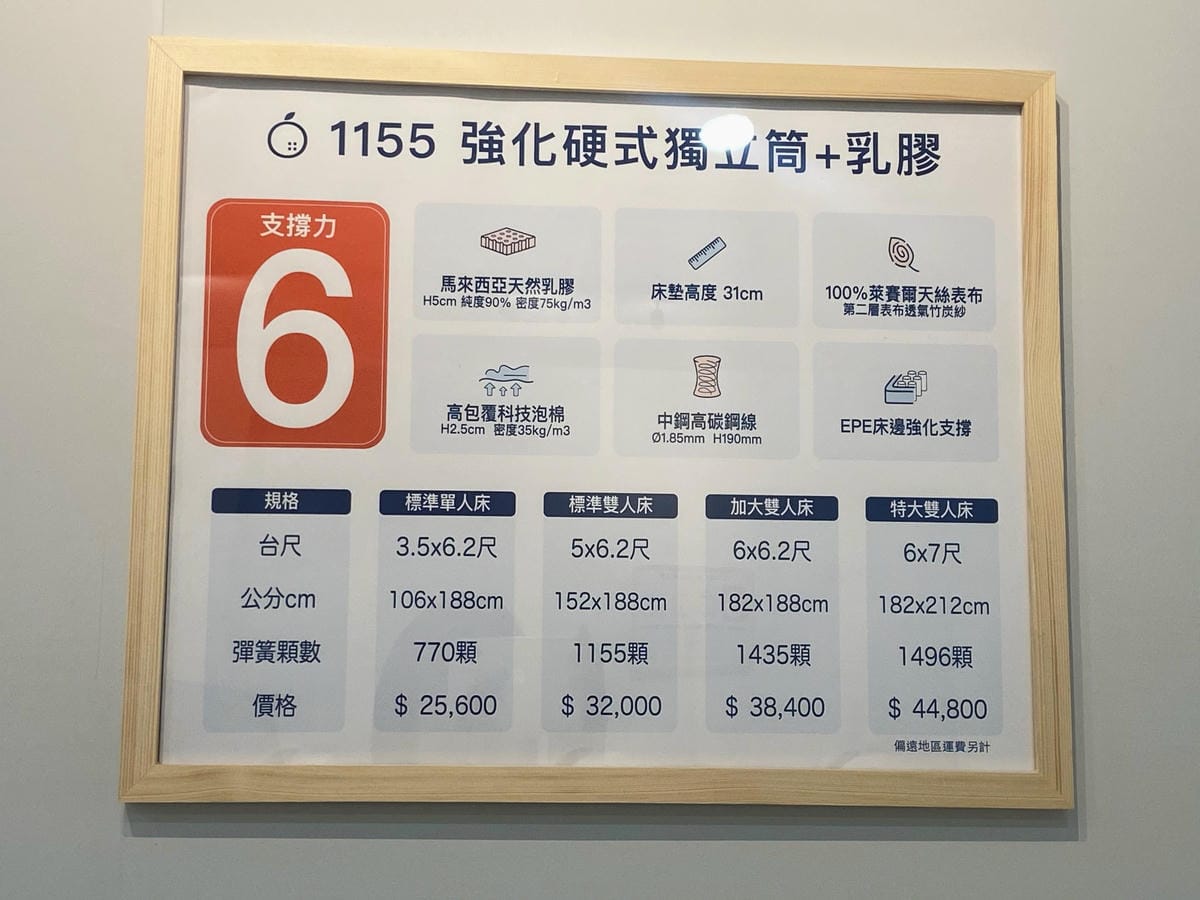 1155 強化硬式獨立筒+乳膠
支撐力
6
馬來西亞天然乳膠
H5cm 純度90% 密度75kg/m3
床墊高度 31cm
100%萊賽爾天絲表布
第二層表布透氣竹炭紗
高包覆科技泡棉
H2.5cm 密度35kg/m3
中鋼高碳鋼線
Ø1.85mm H190mm
EPE床邊強化支撐
規格 標準單人床 標準雙人床 加大雙人床 特大雙人床
台尺 3.5x6.2尺 5x6.2尺 6x6.2尺 6x7尺
公分cm 106x188cm 152x188cm 182x188cm 182x212cm
彈簧顆數 770顆 1155顆 1435顆 1496顆
價格 $ 25,600 $ 32,000 $ 38,400 $ 44,800
偏遠地區運費另計